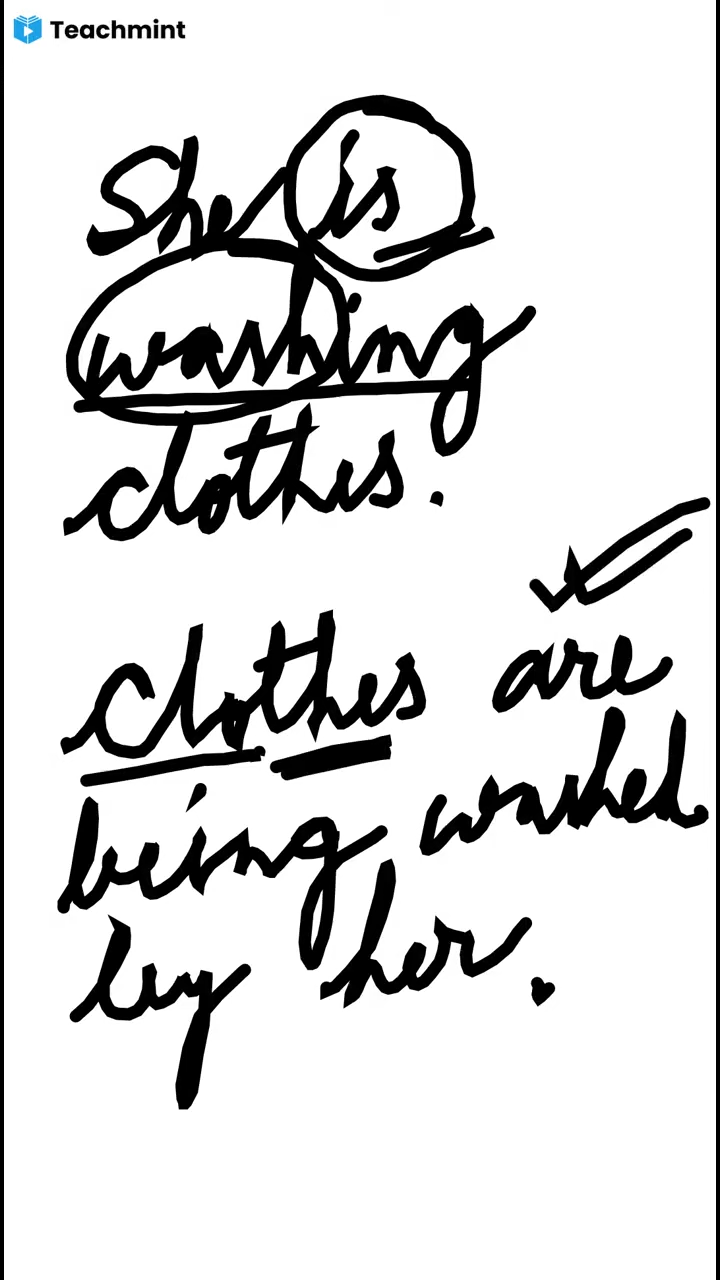 Teachmint
She is
washing
clothes.
Clothes are
being washed
by her.